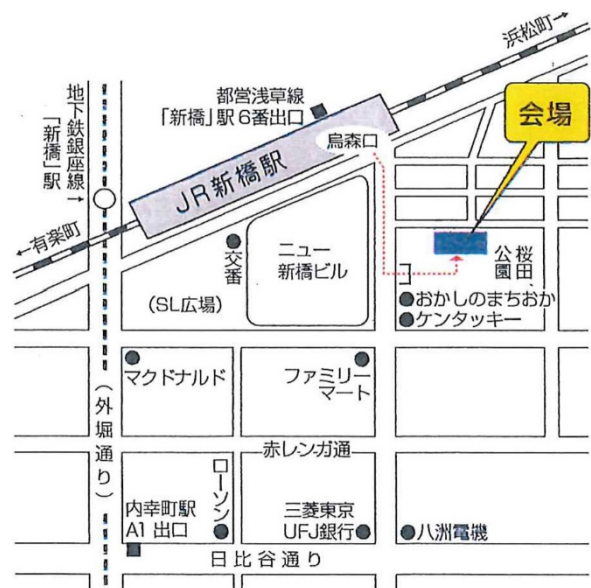 浜松町→
都営浅草線
「新橋」駅6番出口
地下鉄銀座線
「新橋」駅
会場
烏森口
JR新橋駅
←有楽町
交番
ニュー
新橋ビル
桜田
公園
(SL広場)
おかしのまちおか
ケンタッキー
マクドナルド
ファミリー
マート
(外堀通り)
赤レンガ通
ローソン
内幸町駅
A1 出口
三菱東京
UFJ銀行
八洲電機
日比谷通り